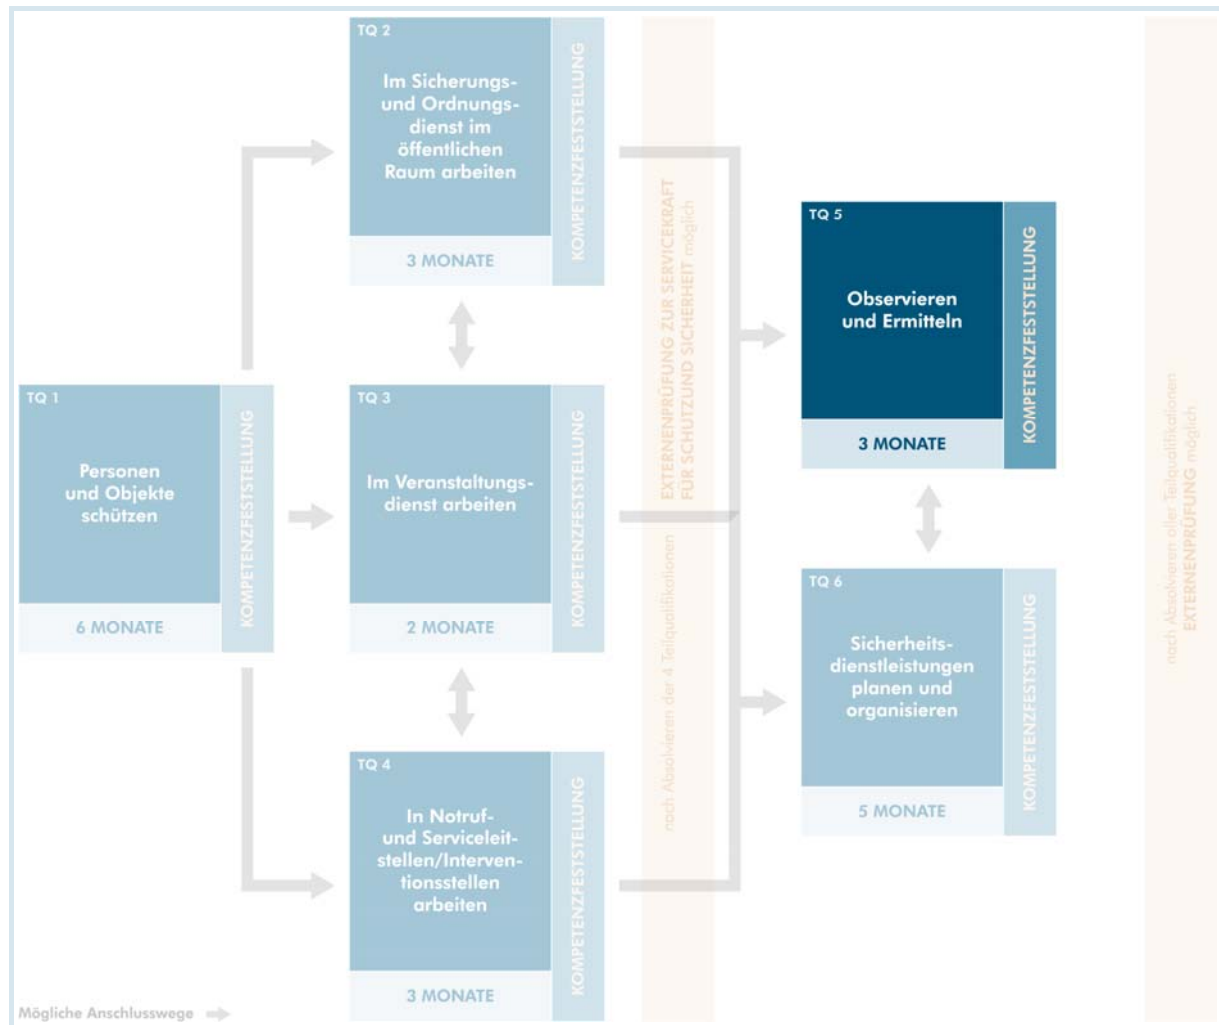 TQ 1
Personen
und Objekte
schützen
6 MONATE
KOMPETENZFESTSTELLUNG
TQ 2
Im Sicherungs-
und Ordnungs-
dienst im
öffentlichen
Raum arbeiten
3 MONATE
KOMPETENZFESTSTELLUNG
TQ 3
Im Veranstaltungs-
dienst arbeiten
2 MONATE
KOMPETENZFESTSTELLUNG
TQ 4
In Notruf-
und Serviceleit-
stellen/Interven-
tionsstellen
arbeiten
3 MONATE
KOMPETENZFESTSTELLUNG
nach Absolvieren der 4 Teilqualifikationen EXTERNENPRÜFUNG ZUR SERVICEKRAFT
FÜR SCHUTZUND SICHERHEIT möglich
TQ 5
Observieren
und Ermitteln
3 MONATE
KOMPETENZFESTSTELLUNG
TQ 6
Sicherheits-
dienstleistungen
planen und
organisieren
5 MONATE
KOMPETENZFESTSTELLUNG
nach Absolvieren aller Teilqualifikationen
EXTERNENPRÜFUNG möglich
Mögliche Anschlusswege